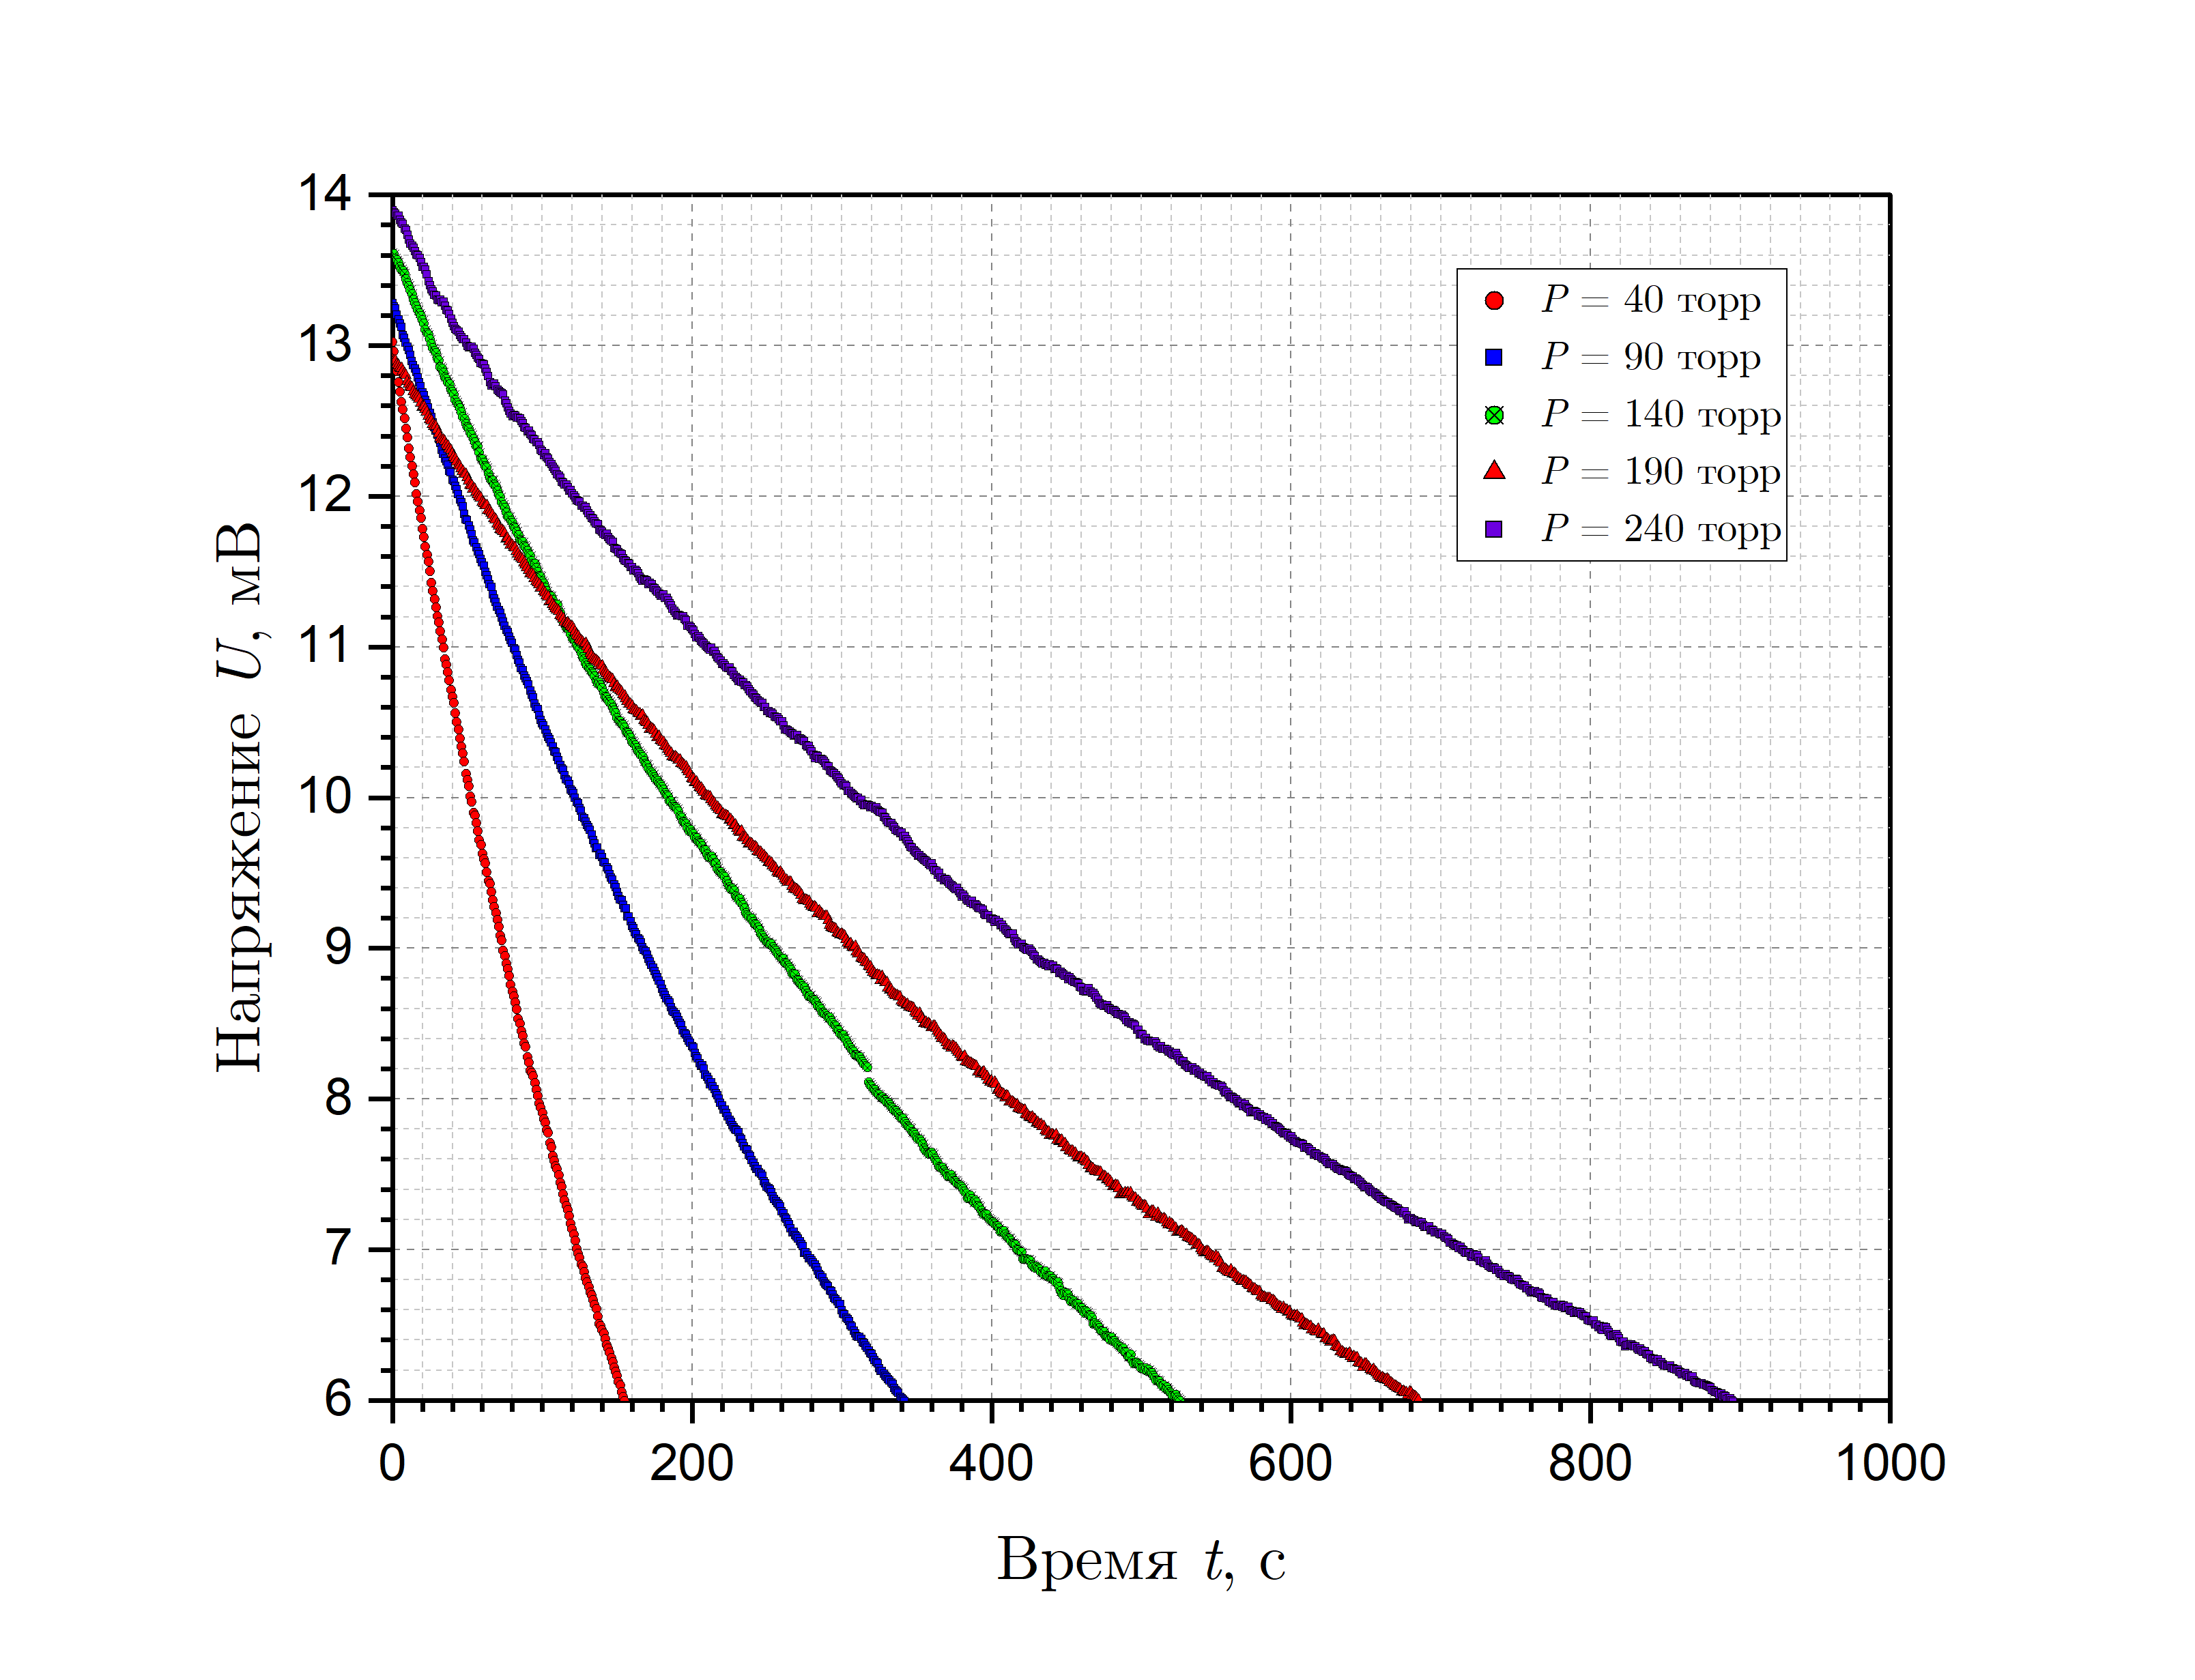 Напряжение U, мВ
14
13
12
11
10
9
8
7
6
P = 40 торр
P = 90 торр
P = 140 торр
P = 190 торр
P = 240 торр
0 200 400 600 800 1000
Время t, с